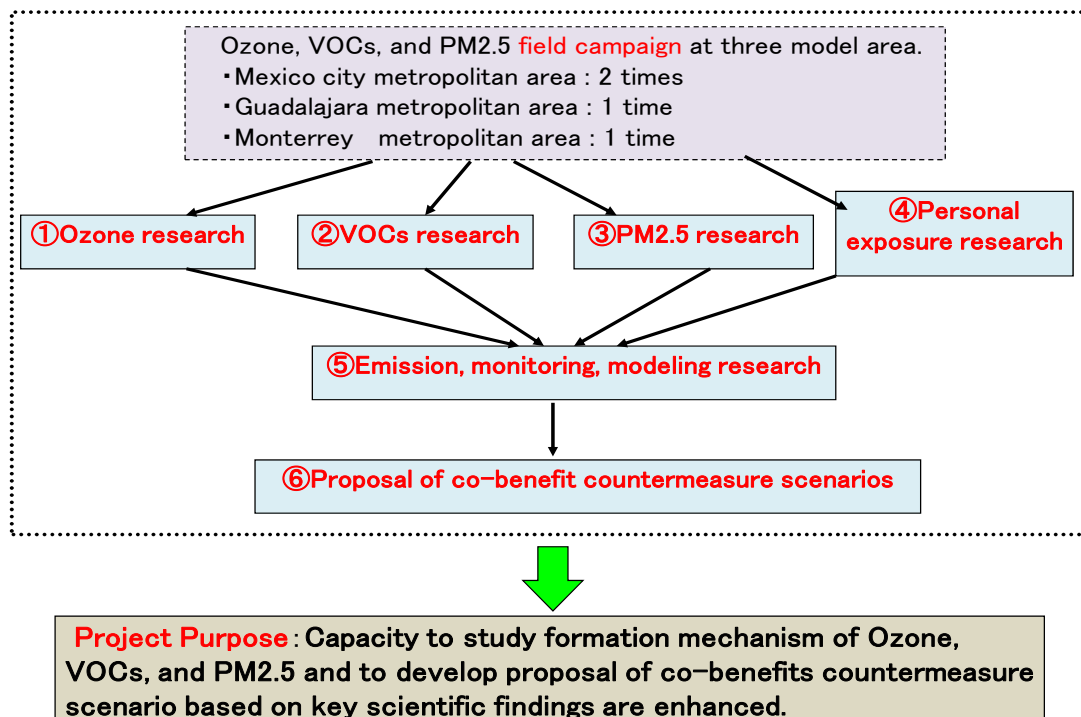 Ozone, VOCs, and PM2.5 field campaign at three model area.
・Mexico city metropolitan area : 2 times
・Guadalajara metropolitan area : 1 time
・Monterrey metropolitan area : 1 time
①Ozone research
②VOCs research
③PM2.5 research
④Personal
exposure research
⑤Emission, monitoring, modeling research
⑥Proposal of co-benefit countermeasure scenarios
Project Purpose : Capacity to study formation mechanism of Ozone,
VOCs, and PM2.5 and to develop proposal of co-benefits countermeasure
scenario based on key scientific findings are enhanced.